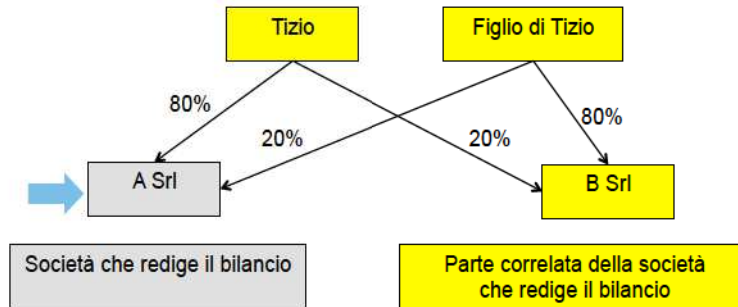 Tizio
Figlio di Tizio
80%
20%
20%
80%
A Srl
B Srl
Società che redige il bilancio
Parte correlata della società
che redige il bilancio